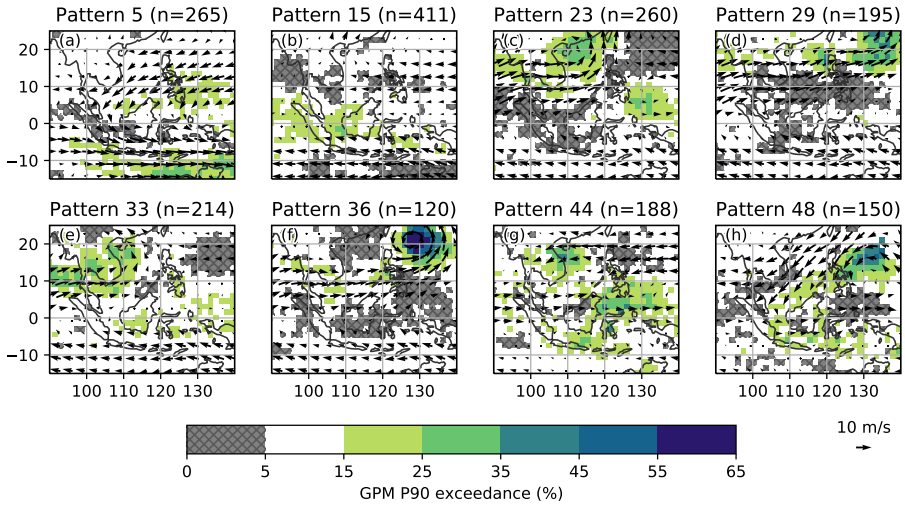 Pattern 5 (n=265)
Pattern 15 (n=411)
Pattern 23 (n=260)
Pattern 29 (n=195)
(a)
(b)
(c)
(d)
20
10
0
−10
Pattern 33 (n=214)
Pattern 36 (n=120)
Pattern 44 (n=188)
Pattern 48 (n=150)
(e)
(f)
(g)
(h)
20
10
0
−10
100 110 120 130
100 110 120 130
100 110 120 130
100 110 120 130
10 m/s
0 5 15 25 35 45 55 65
GPM P90 exceedance (%)